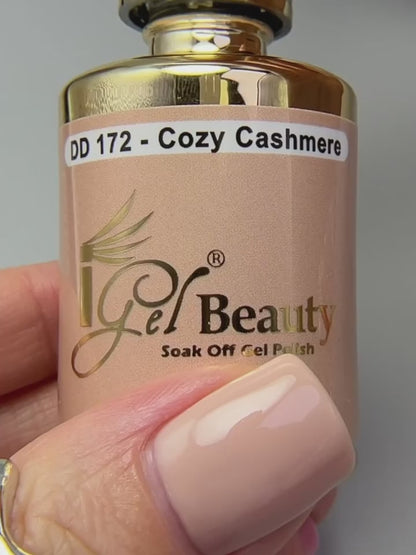 DD 172 - Cozy Cashmere
iGel Beauty®
Soak Off Gel Polish